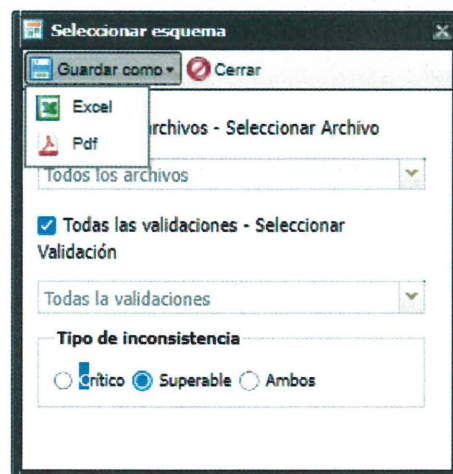 Seleccionar esquema
Guardar como Cerrar
Excel
Pdf
archivos - Seleccionar Archivo
Todos los archivos
Todas las validaciones - Seleccionar
Validación
Todas la validaciones
Tipo de inconsistencia
Crítico Superable Ambos